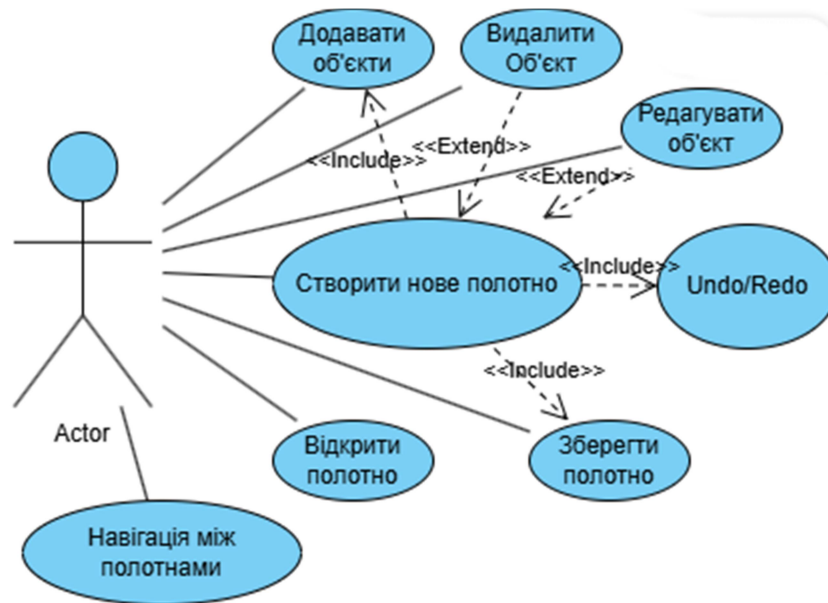 Додавати
об'єкти
Видалити
Об'єкт
Редагувати
об'єкт
<<Include>>
<<Extend>>
<<Extend>>
Створити нове полотно
<<Include>>
Undo/Redo
<<Include>>
Actor
Відкрити
полотно
Зберегти
полотно
Навігація між
полотнами